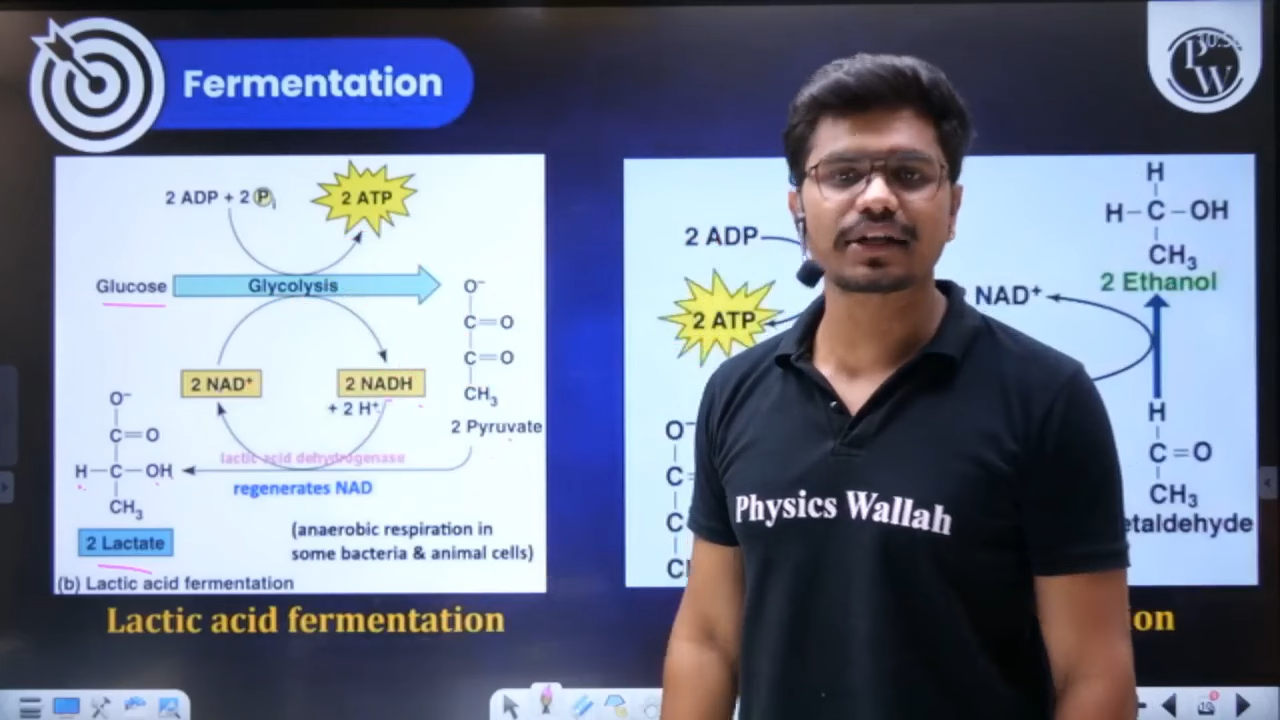 Fermentation
PW
2 ADP + 2 Pi
2 ATP
Glucose
Glycolysis
O⁻
C=O
C=O
CH₃
2 Pyruvate
2 NAD⁺
2 NADH
+ 2 H⁺
O⁻
C=O
H–C–OH
CH₃
lactic acid dehydrogenase
regenerates NAD
2 Lactate
(anaerobic respiration in
some bacteria & animal cells)
(b) Lactic acid fermentation
Lactic acid fermentation
2 ADP
2 ATP
H
H–C–OH
CH₃
2 Ethanol
NAD⁺
H
C=O
CH₃
etaldehyde
O⁻
C=
C
C
ion
Physics Wallah